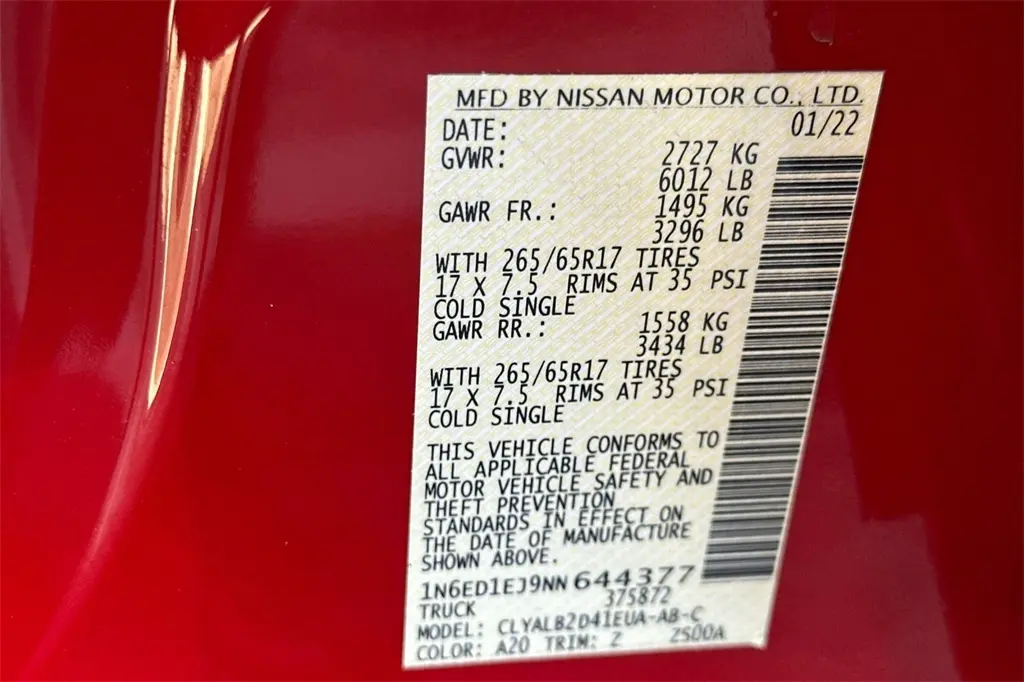 MFD BY NISSAN MOTOR CO., LTD.
DATE: 01/22
GVWR: 2727 KG
6012 LB
GAWR FR.: 1495 KG
3296 LB
WITH 265/65R17 TIRES
17 X 7.5 RIMS AT 35 PSI
COLD SINGLE
GAWR RR.: 1558 KG
3434 LB
WITH 265/65R17 TIRES
17 X 7.5 RIMS AT 35 PSI
COLD SINGLE
THIS VEHICLE CONFORMS TO
ALL APPLICABLE FEDERAL
MOTOR VEHICLE SAFETY AND
THEFT PREVENTION
STANDARDS IN EFFECT ON
THE DATE OF MANUFACTURE
SHOWN ABOVE.
1N6ED1EJ9NN644377
TRUCK 375872
MODEL: CLYALB2D41EUA-AB-C
COLOR: A20 TRIM: Z ZS00A